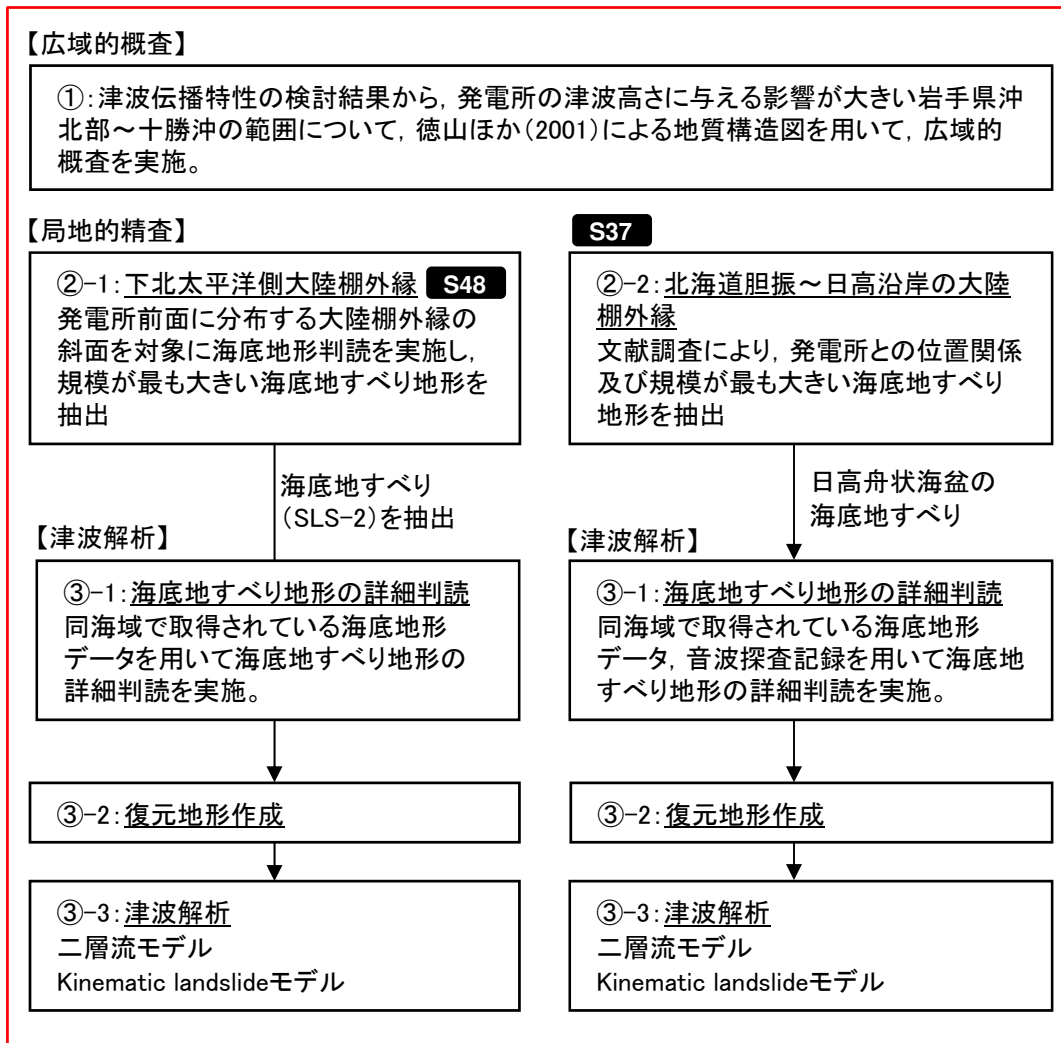 【広域的概査】
①:津波伝播特性の検討結果から,発電所の津波高さに与える影響が大きい岩手県沖
北部~十勝沖の範囲について,徳山ほか(2001)による地質構造図を用いて,広域的
概査を実施。
【局地的精査】
②-1:下北太平洋側大陸棚外縁 S48
発電所前面に分布する大陸棚外縁の
斜面を対象に海底地形判読を実施し,
規模が最も大きい海底地すべり地形を
抽出
海底地すべり
(SLS-2)を抽出
【津波解析】
③-1:海底地すべり地形の詳細判読
同海域で取得されている海底地形
データを用いて海底地すべり地形の
詳細判読を実施。
③-2:復元地形作成
③-3:津波解析
二層流モデル
Kinematic landslideモデル
S37
②-2:北海道胆振~日高沿岸の大陸
棚外縁
文献調査により,発電所との位置関係
及び規模が最も大きい海底地すべり
地形を抽出
日高舟状海盆の
海底地すべり
【津波解析】
③-1:海底地すべり地形の詳細判読
同海域で取得されている海底地形
データ,音波探査記録を用いて海底地
すべり地形の詳細判読を実施。
③-2:復元地形作成
③-3:津波解析
二層流モデル
Kinematic landslideモデル